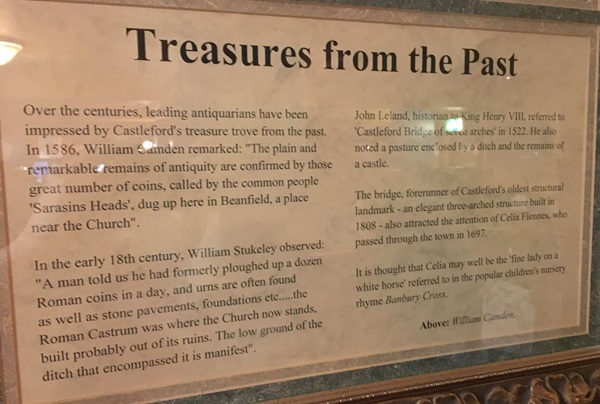 Treasures from the Past
Over the centuries, leading antiquarians have been
impressed by Castleford's treasure trove from the past.
In 1586, William Camden remarked: "The plain and
remarkable remains of antiquity are confirmed by those
great number of coins, called by the common people
'Sarasins Heads', dug up here in Beanfield, a place
near the Church".
In the early 18th century, William Stukeley observed:
"A man told us he had formerly ploughed up a dozen
Roman coins in a day, and urns are often found
as well as stone pavements, foundations etc.....the
Roman Castrum was where the Church now stands,
built probably out of its ruins. The low ground of the
ditch that encompassed it is manifest".
John Leland, historian to King Henry VIII, referred to
'Castleford Bridge of seven arches' in 1522. He also
noted a pasture enclosed by a ditch and the remains of
a castle.
The bridge, forerunner of Castleford's oldest structural
landmark - an elegant three-arched structure built in
1808 - also attracted the attention of Celia Fiennes, who
passed through the town in 1697.
It is thought that Celia may well be the 'fine lady on a
white horse' referred to in the popular children's nursery
rhyme Banbury Cross.
Above: William Camden.